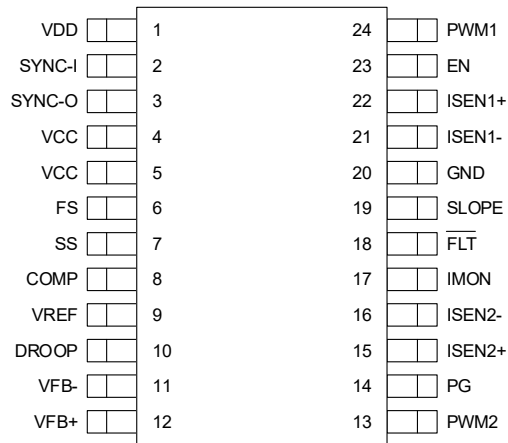 VDD 1 24 PWM1
SYNC-I 2 23 EN
SYNC-O 3 22 ISEN1+
VCC 4 21 ISEN1-
VCC 5 20 GND
FS 6 19 SLOPE
SS 7 18 FLT
COMP 8 17 IMON
VREF 9 16 ISEN2-
DROOP 10 15 ISEN2+
VFB- 11 14 PG
VFB+ 12 13 PWM2